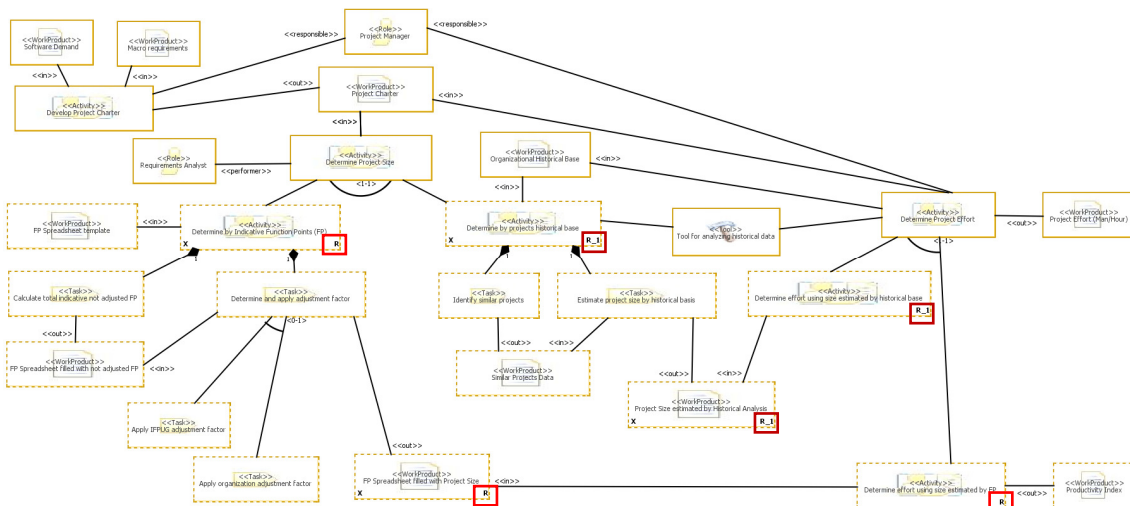 <<WorkProduct>>
Software Demand
<<WorkProduct>>
Macro requirements
<<Role>>
Project Manager
<<responsible>>
<<responsible>>
<<in>>
<<in>>
<<Activity>>
Develop Project Charter
<<out>>
<<WorkProduct>>
Project Charter
<<in>>
<<in>>
<<Role>>
Requirements Analyst
<<performer>>
<<Activity>>
Determine Project Size
<1-1>
<<WorkProduct>>
Organizational Historical Base
<<in>>
<<in>>
<<WorkProduct>>
FP Spreadsheet template
<<in>>
<<Activity>>
Determine by Indicative Function Points (FP)
X
R
1
1
<<Activity>>
Determine by projects historical base
X
R_1
1
1
<<Tool>>
Tool for analyzing historical data
<<Activity>>
Determine Project Effort
<1-1>
<<out>>
<<WorkProduct>>
Project Effort (Man/Hour)
<<Task>>
Calculate total indicative not adjusted FP
<<Task>>
Determine and apply adjustment factor
<0-1>
<<Task>>
Identify similar projects
<<Task>>
Estimate project size by historical basis
<<Activity>>
Determine effort using size estimated by historical base
R_1
<<out>>
<<WorkProduct>>
FP Spreadsheet filled with not adjusted FP
<<in>>
<<out>>
<<in>>
<<WorkProduct>>
Similar Projects Data
<<out>>
<<in>>
<<WorkProduct>>
Project Size estimated by Historical Analysis
X
R_1
<<Task>>
Apply IFPUG adjustment factor
<<Task>>
Apply organization adjustment factor
<<out>>
<<WorkProduct>>
FP Spreadsheet filled with Project Size
X
R
<<in>>
<<Activity>>
Determine effort using size estimated by FP
R
<<out>>
<<WorkProduct>>
Productivity Index